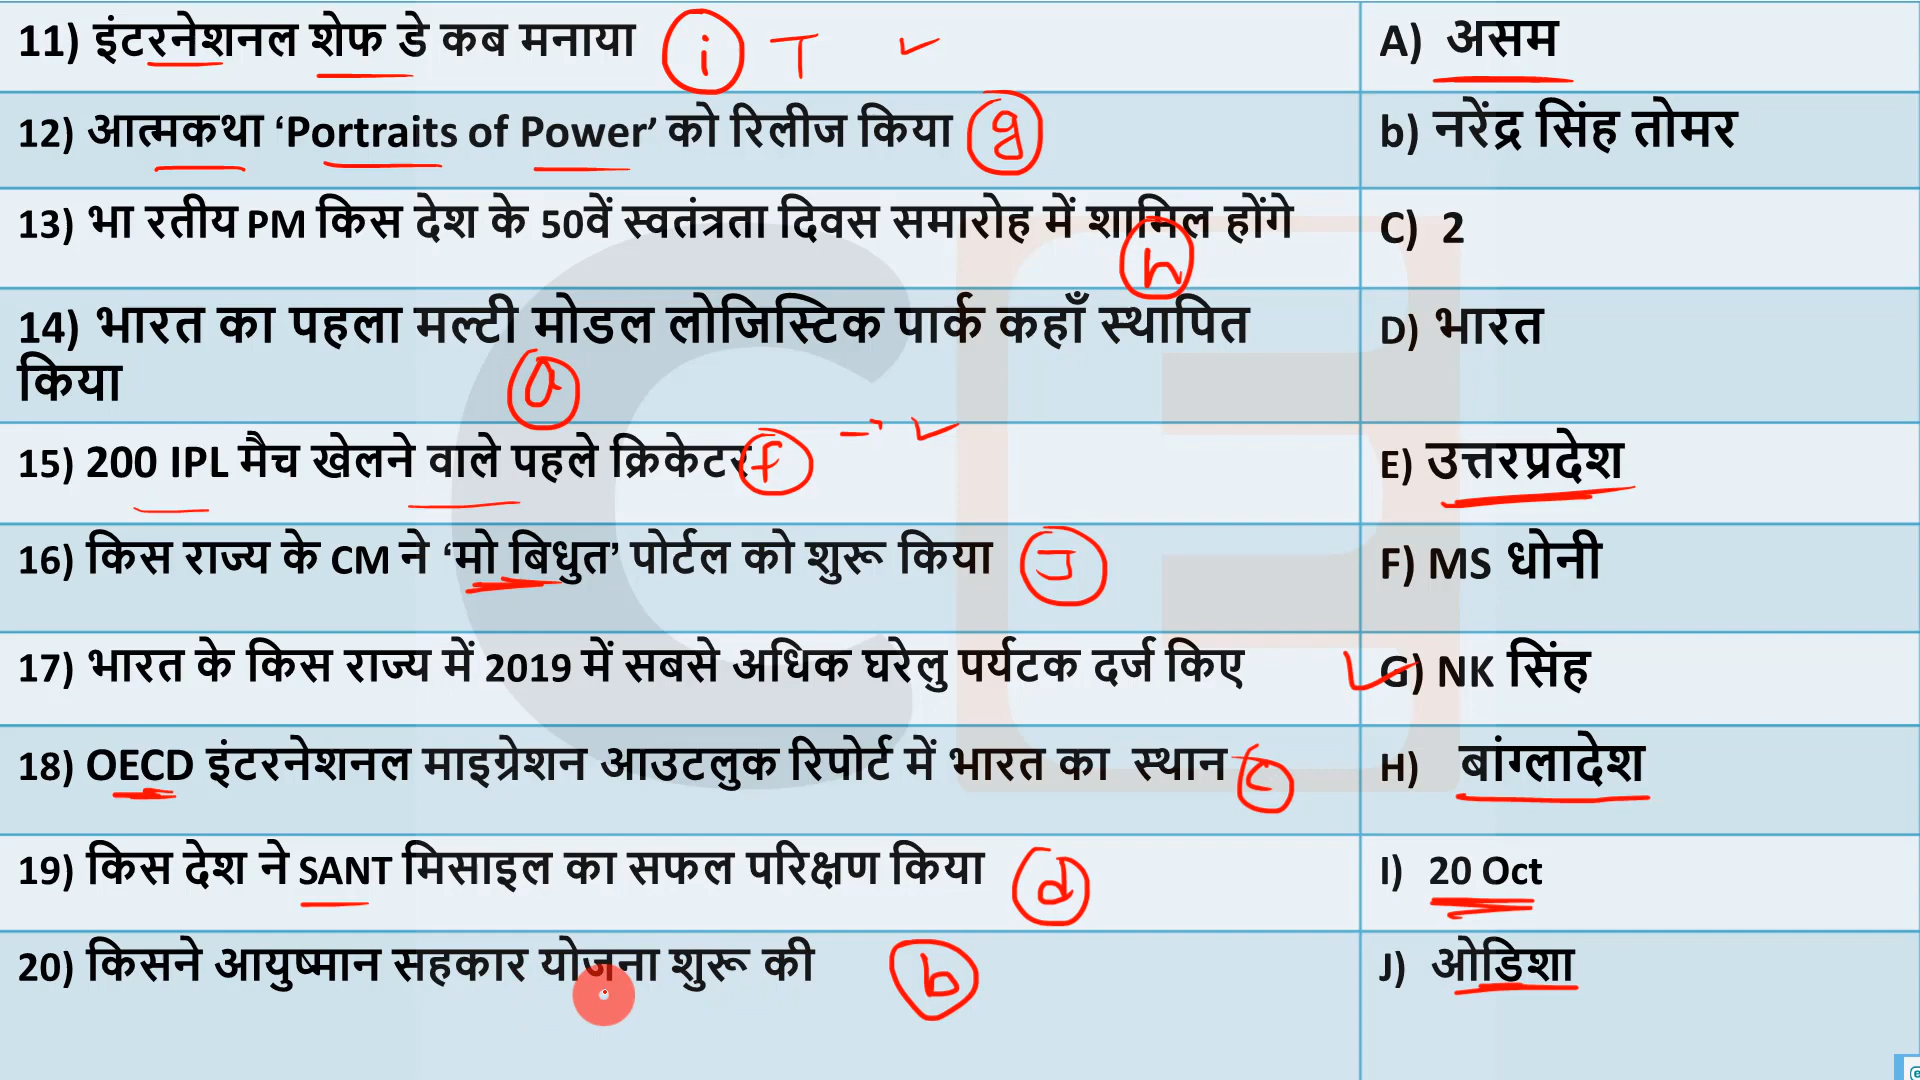 11) इंटरनेशनल शेफ डे कब मनाया i T A) असम
12) आत्मकथा ‘Portraits of Power’ को रिलीज किया g b) नरेंद्र सिंह तोमर
13) भा रतीय PM किस देश के 50वें स्वतंत्रता दिवस समारोह में शामिल होंगे h C) 2
14) भारत का पहला मल्टी मोडल लोजिस्टिक पार्क कहाँ स्थापित D) भारत
किया a
15) 200 IPL मैच खेलने वाले पहले क्रिकेटर f E) उत्तरप्रदेश
16) किस राज्य के CM ने ‘मो बिधुत’ पोर्टल को शुरू किया J F) MS धोनी
17) भारत के किस राज्य में 2019 में सबसे अधिक घरेलु पर्यटक दर्ज किए G) NK सिंह
18) OECD इंटरनेशनल माइग्रेशन आउटलुक रिपोर्ट में भारत का स्थान c H) बांग्लादेश
19) किस देश ने SANT मिसाइल का सफल परिक्षण किया d I) 20 Oct
20) किसने आयुष्मान सहकार योजना शुरू की b J) ओडिशा